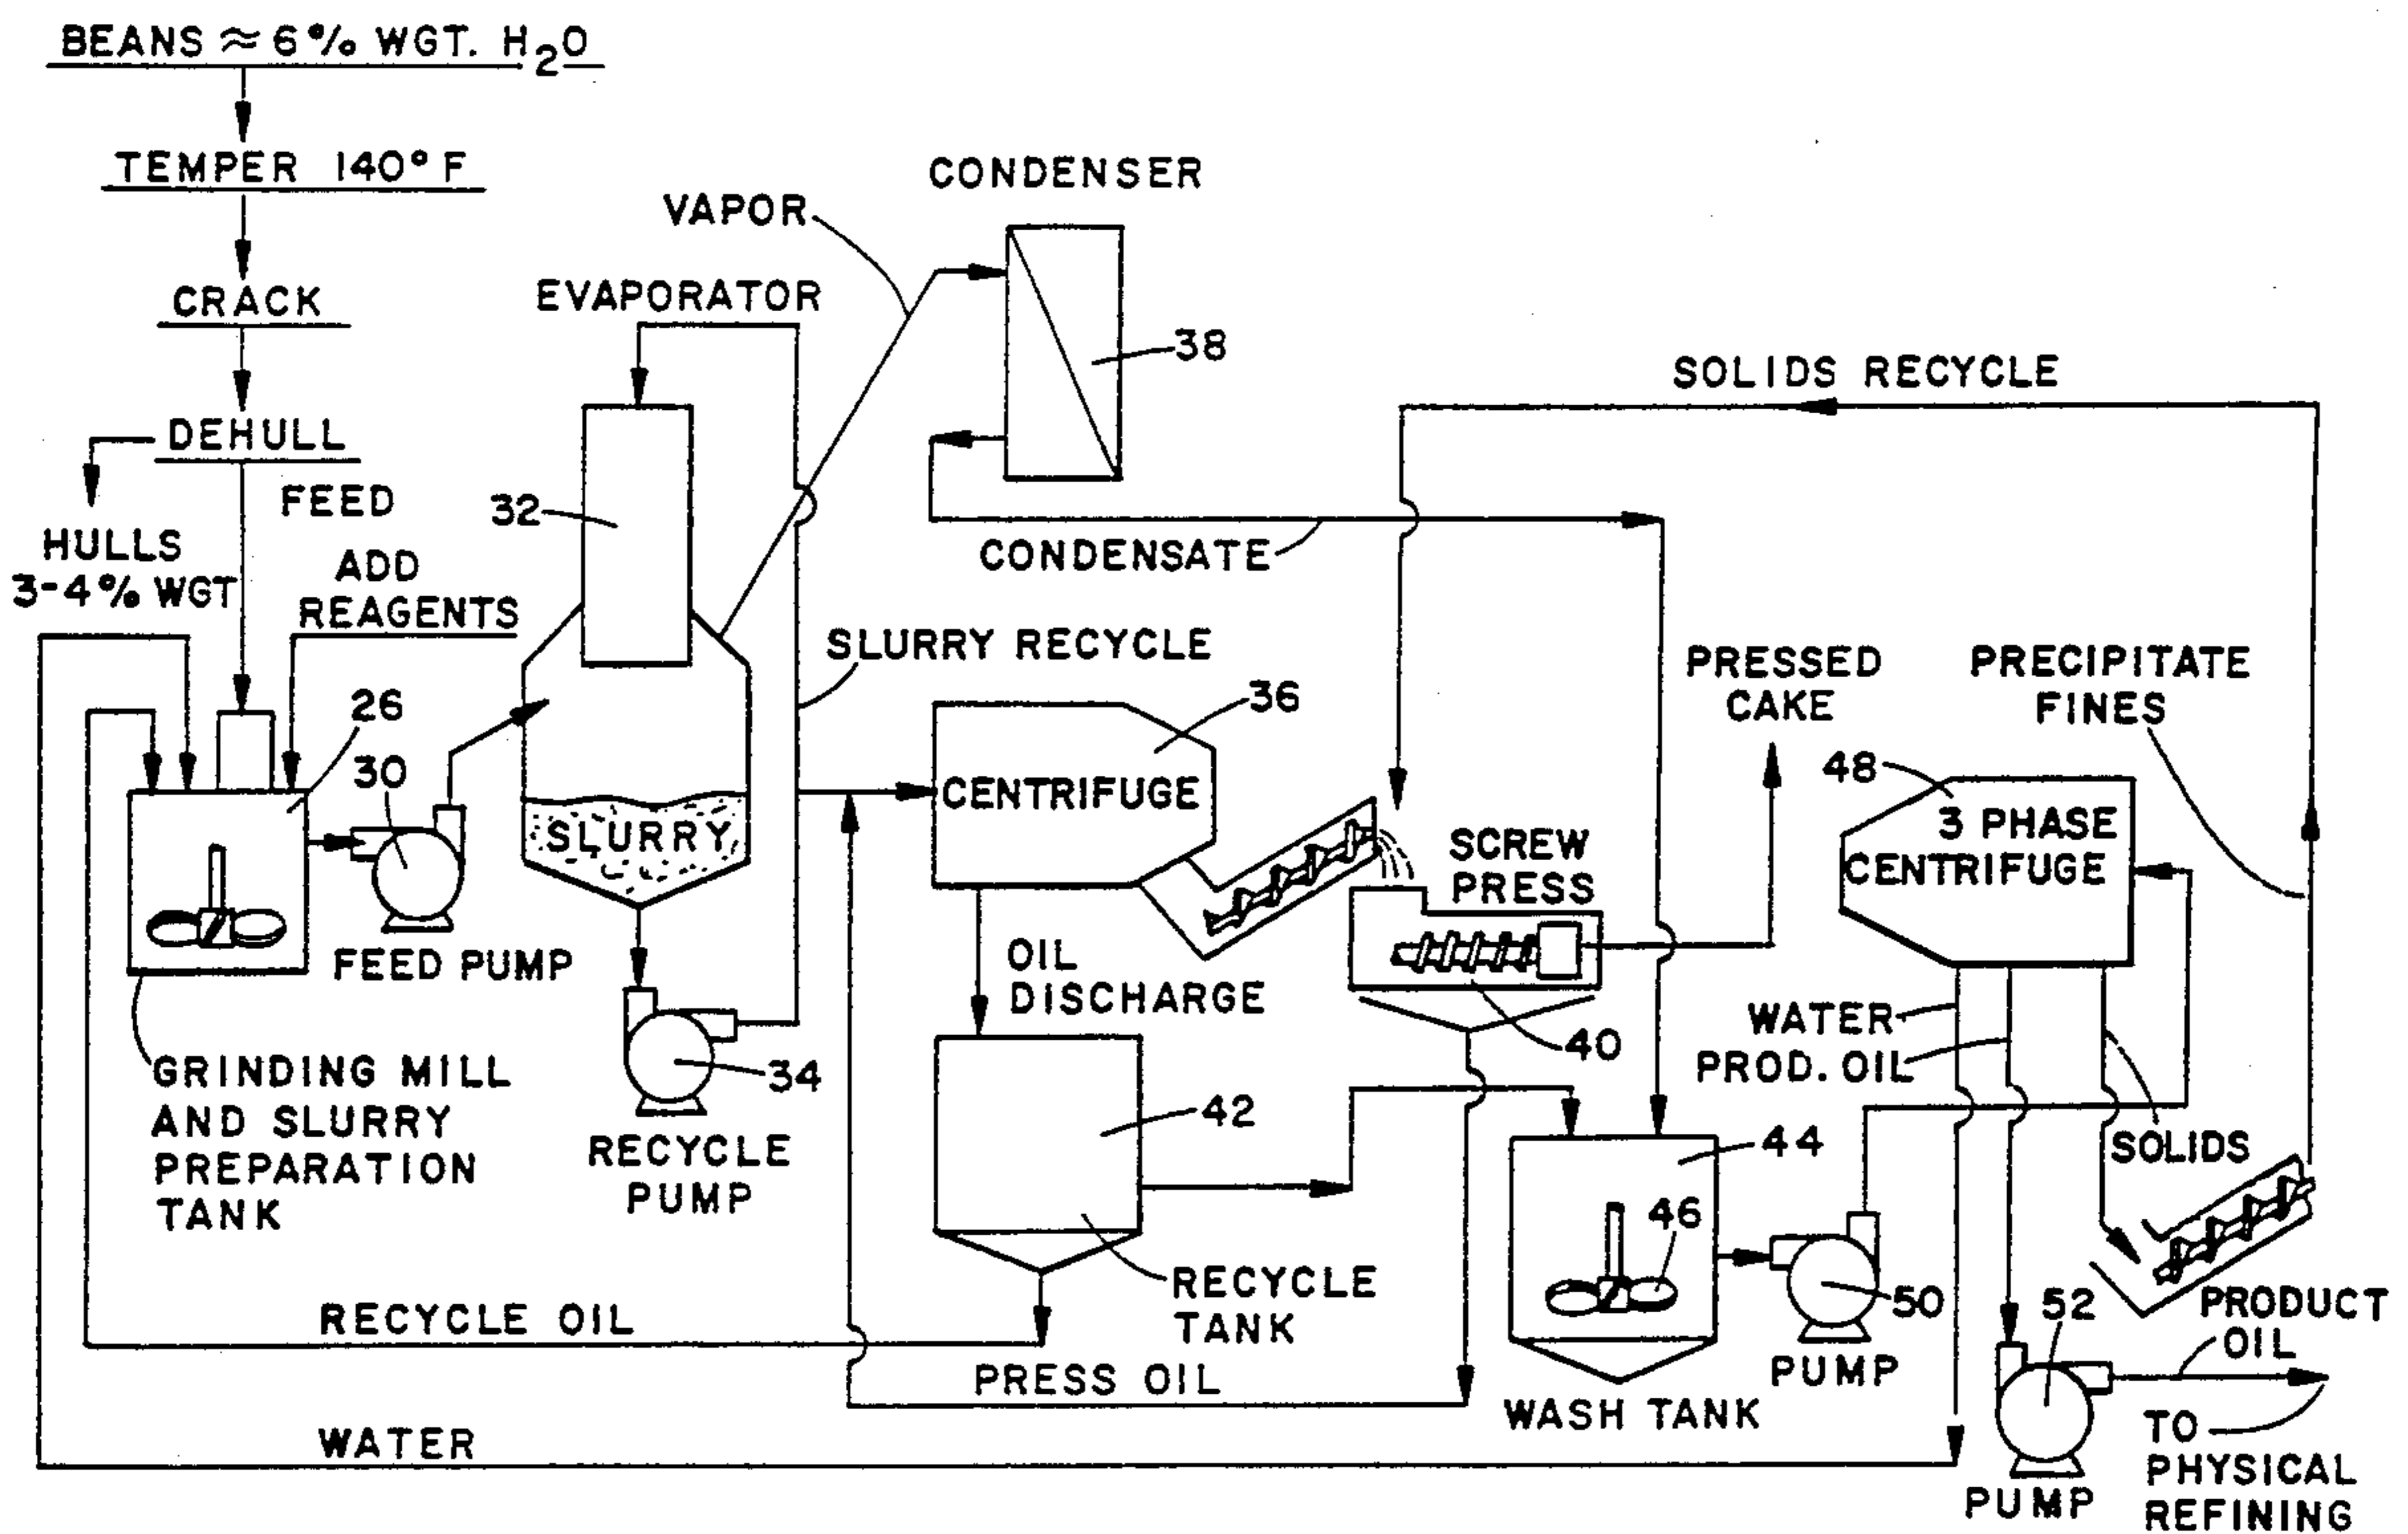 BEANS ≈ 6% WGT. H₂O
TEMPER 140° F
CRACK
DEHULL
FEED
HULLS
3-4% WGT
ADD
REAGENTS
26
30
FEED PUMP
GRINDING MILL
AND SLURRY
PREPARATION
TANK
VAPOR
EVAPORATOR
32
SLURRY
34
RECYCLE
PUMP
CONDENSER
38
CONDENSATE
SLURRY RECYCLE
36
CENTRIFUGE
OIL
DISCHARGE
42
RECYCLE
TANK
SOLIDS RECYCLE
SCREW
PRESS
40
PRESSED
CAKE
PRECIPITATE
FINES
48
3 PHASE
CENTRIFUGE
WATER
PROD. OIL
SOLIDS
44
46
WASH TANK
50
PUMP
52
PUMP
PRODUCT
OIL
TO
PHYSICAL
REFINING
RECYCLE OIL
PRESS OIL
WATER